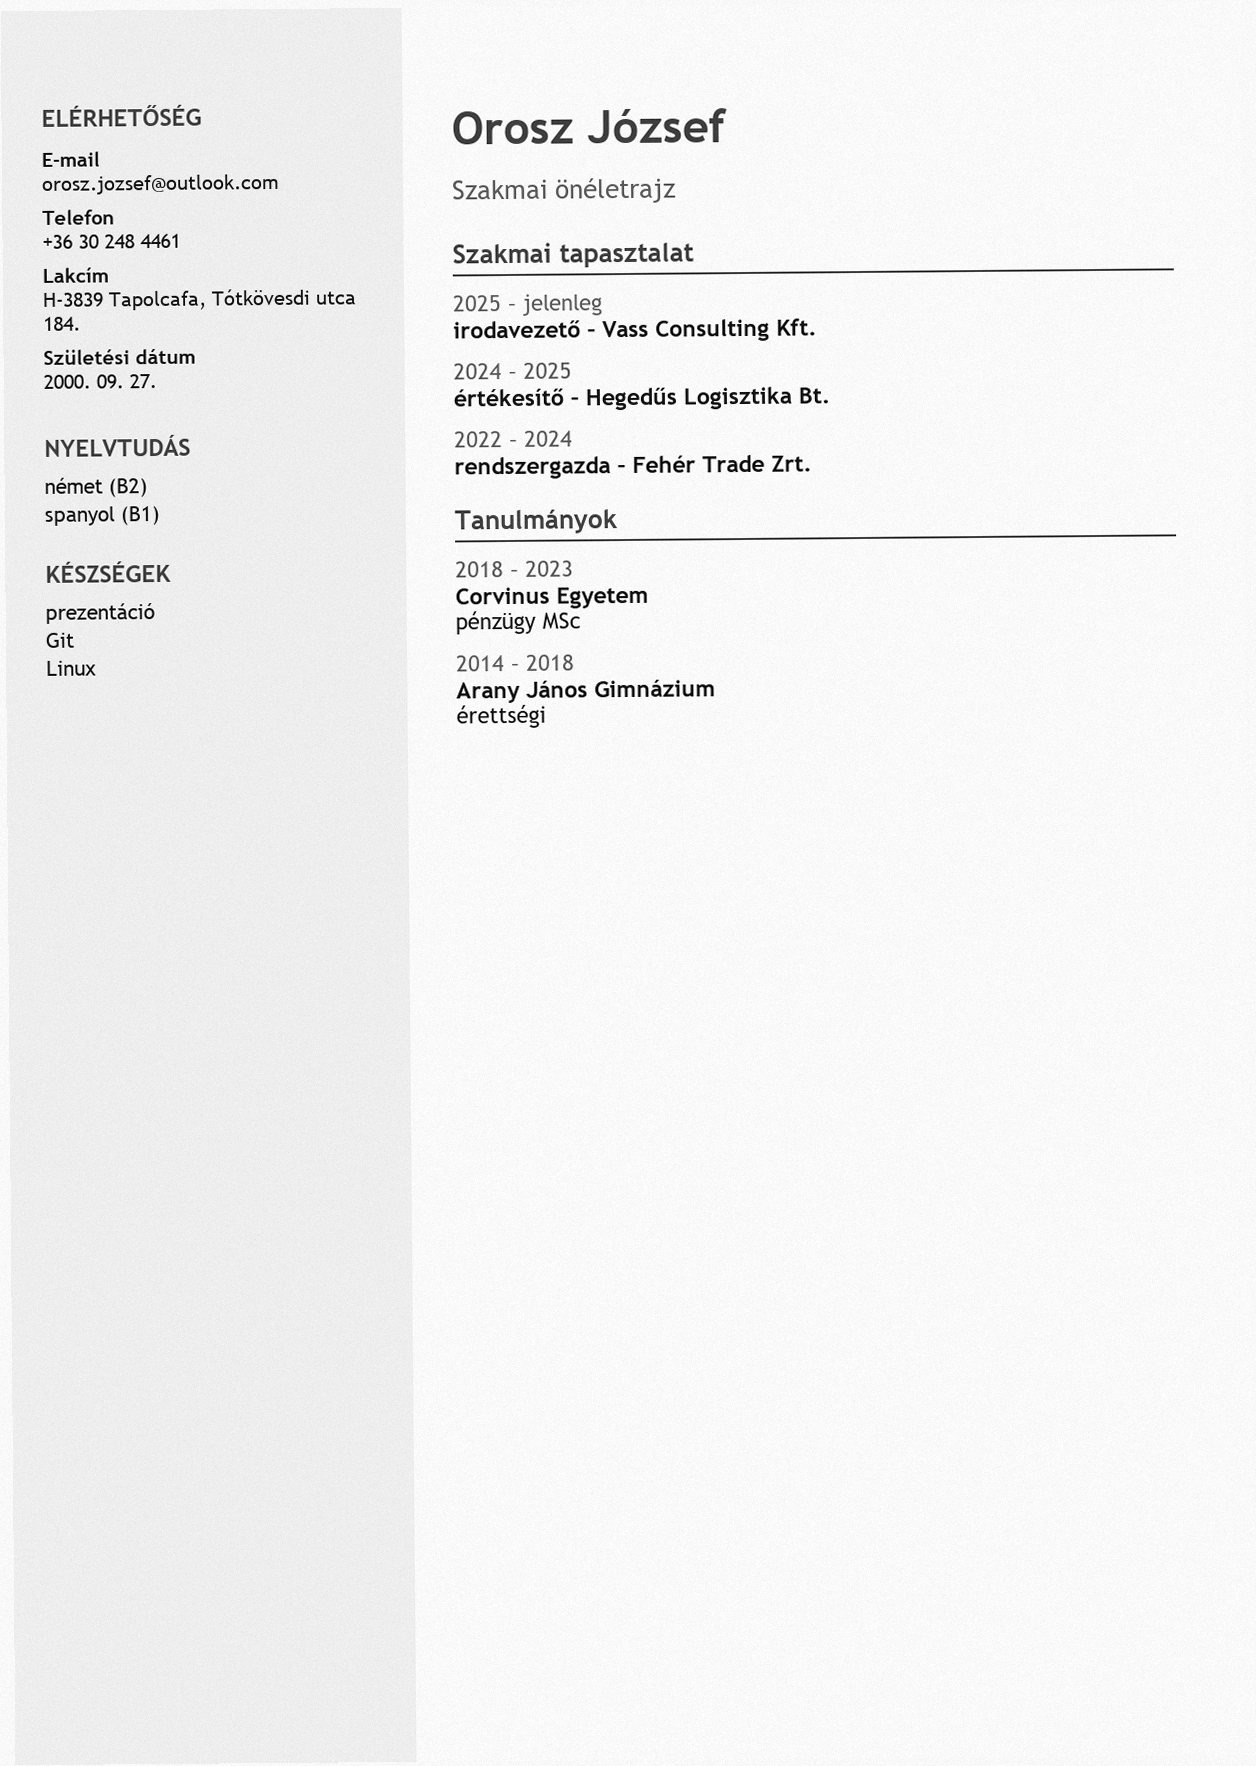 ELÉRHETŐSÉG
E-mail
orosz.jozsef@outlook.com
Telefon
+36 30 248 4461
Lakcím
H-3839 Tapolcafa, Tótkövesdi utca
184.
Születési dátum
2000. 09. 27.
NYELVTUDÁS
német (B2)
spanyol (B1)
KÉSZSÉGEK
prezentáció
Git
Linux
Orosz József
Szakmai önéletrajz
Szakmai tapasztalat
2025 – jelenleg
irodavezető – Vass Consulting Kft.
2024 – 2025
értékesítő – Hegedűs Logisztika Bt.
2022 – 2024
rendszergazda – Fehér Trade Zrt.
Tanulmányok
2018 – 2023
Corvinus Egyetem
pénzügy MSc
2014 – 2018
Arany János Gimnázium
érettségi